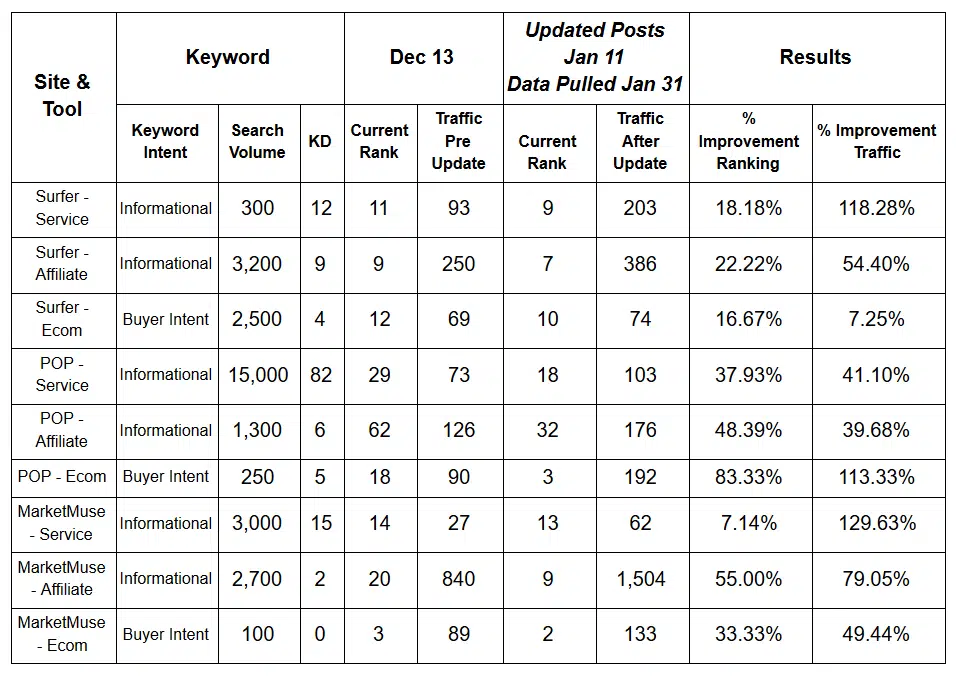 Site & Tool | Keyword | Dec 13 | Updated Posts Jan 11 Data Pulled Jan 31 | Results
Keyword Intent | Search Volume | KD | Current Rank | Traffic Pre Update | Current Rank | Traffic After Update | % Improvement Ranking | % Improvement Traffic
Surfer - Service | Informational | 300 | 12 | 11 | 93 | 9 | 203 | 18.18% | 118.28%
Surfer - Affiliate | Informational | 3,200 | 9 | 9 | 250 | 7 | 386 | 22.22% | 54.40%
Surfer - Ecom | Buyer Intent | 2,500 | 4 | 12 | 69 | 10 | 74 | 16.67% | 7.25%
POP - Service | Informational | 15,000 | 82 | 29 | 73 | 18 | 103 | 37.93% | 41.10%
POP - Affiliate | Informational | 1,300 | 6 | 62 | 126 | 32 | 176 | 48.39% | 39.68%
POP - Ecom | Buyer Intent | 250 | 5 | 18 | 90 | 3 | 192 | 83.33% | 113.33%
MarketMuse - Service | Informational | 3,000 | 15 | 14 | 27 | 13 | 62 | 7.14% | 129.63%
MarketMuse - Affiliate | Informational | 2,700 | 2 | 20 | 840 | 9 | 1,504 | 55.00% | 79.05%
MarketMuse - Ecom | Buyer Intent | 100 | 0 | 3 | 89 | 2 | 133 | 33.33% | 49.44%